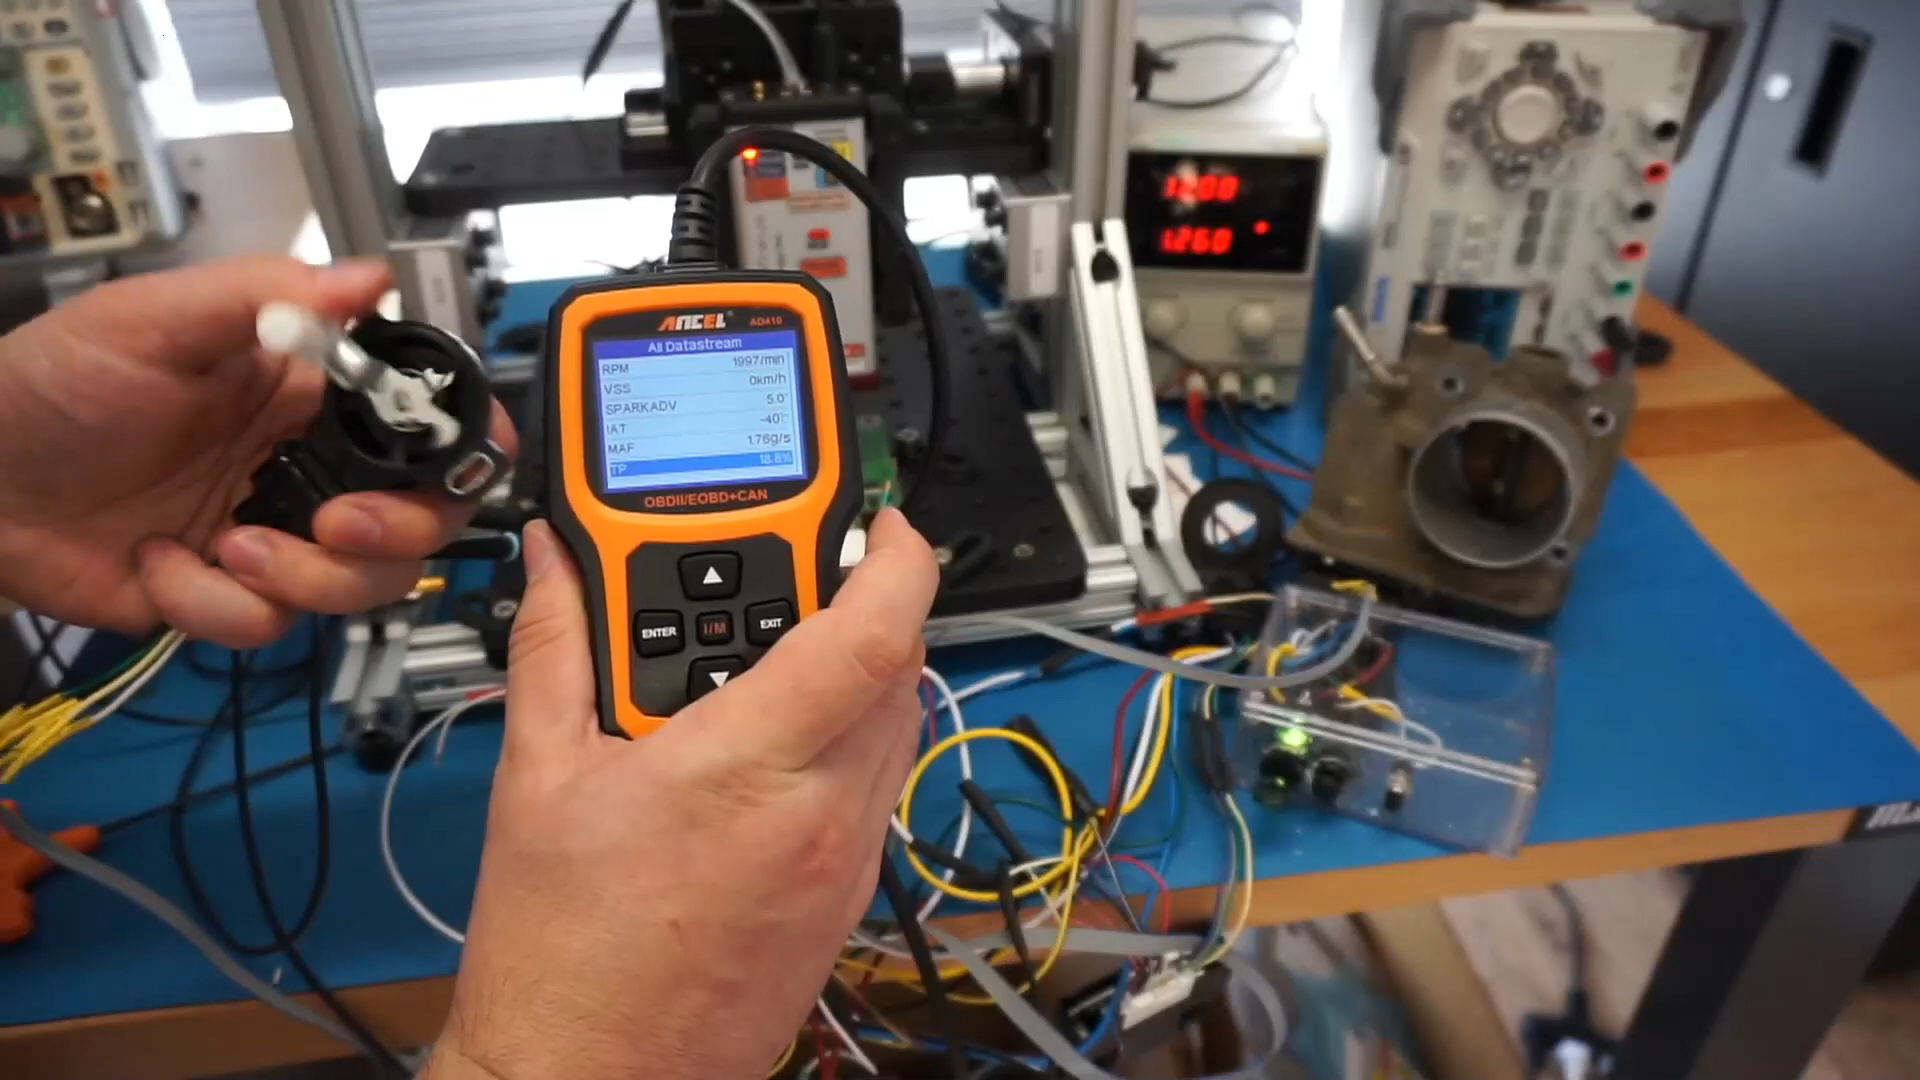 12.00
1.260
ANCEL® AD410
All Datastream
RPM 1997/min
VSS 0km/h
SPARKADV 5.0°
IAT -40℃
MAF 1.76g/s
TP 18.8%
OBDII/EOBD+CAN
ENTER I/M EXIT